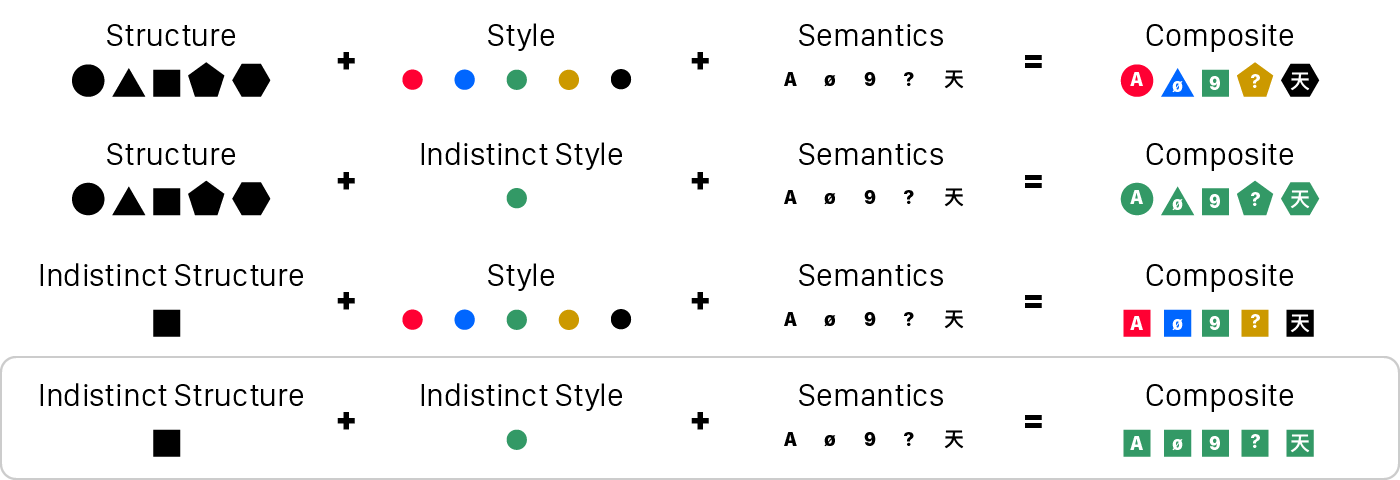 Structure + Style + Semantics = Composite
A ø 9 ? 天 A ø 9 ? 天
Structure + Indistinct Style + Semantics = Composite
A ø 9 ? 天 A ø 9 ? 天
Indistinct Structure + Style + Semantics = Composite
A ø 9 ? 天 A ø 9 ? 天
Indistinct Structure + Indistinct Style + Semantics = Composite
A ø 9 ? 天 A ø 9 ? 天